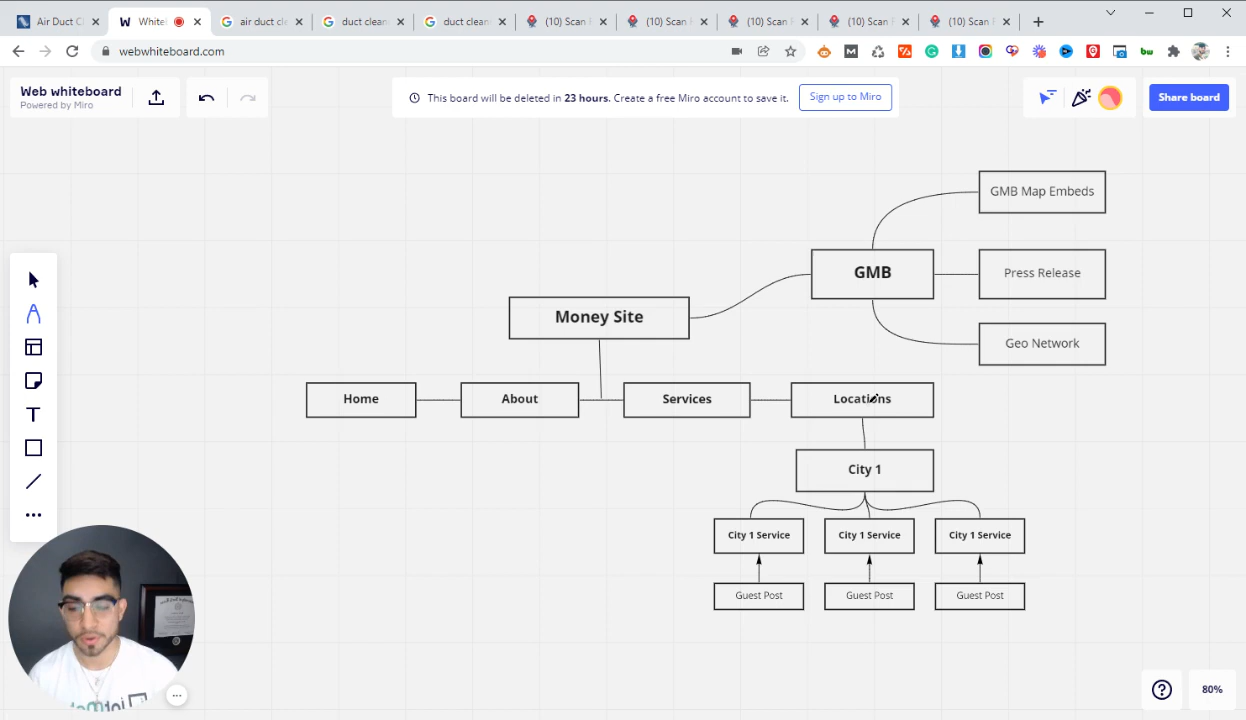 Air Duct C
White
air duct cle
duct clean
duct clean
(10) Scan
(10) Scan
(10) Scan
(10) Scan
(10) Scan
webwhiteboard.com
Web whiteboard
Powered by Miro
This board will be deleted in 23 hours. Create a free Miro account to save it.
Sign up to Miro
Share board
GMB Map Embeds
GMB
Press Release
Money Site
Geo Network
Home
About
Services
Locations
City 1
City 1 Service
City 1 Service
City 1 Service
Guest Post
Guest Post
Guest Post
T
80%